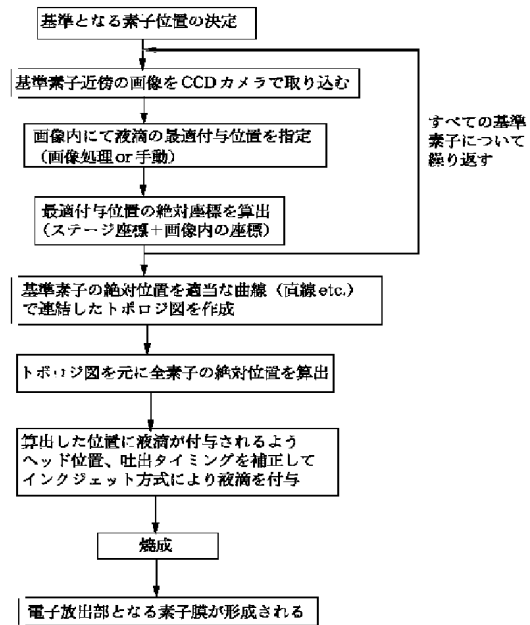 基準となる素子位置の決定
基準素子近傍の画像をCCDカメラで取り込む
画像内にて液滴の最適付与位置を指定
(画像処理or手動)
最適付与位置の絶対座標を算出
(ステージ座標+画像内の座標)
すべての基準
素子について
繰り返す
基準素子の絶対位置を適当な曲線(直線etc.)
で連結したトポロジ図を作成
トポロジ図を元に全素子の絶対位置を算出
算出した位置に液滴が付与されるよう
ヘッド位置、吐出タイミングを補正して
インクジェット方式により液滴を付与
焼成
電子放出部となる素子膜が形成される